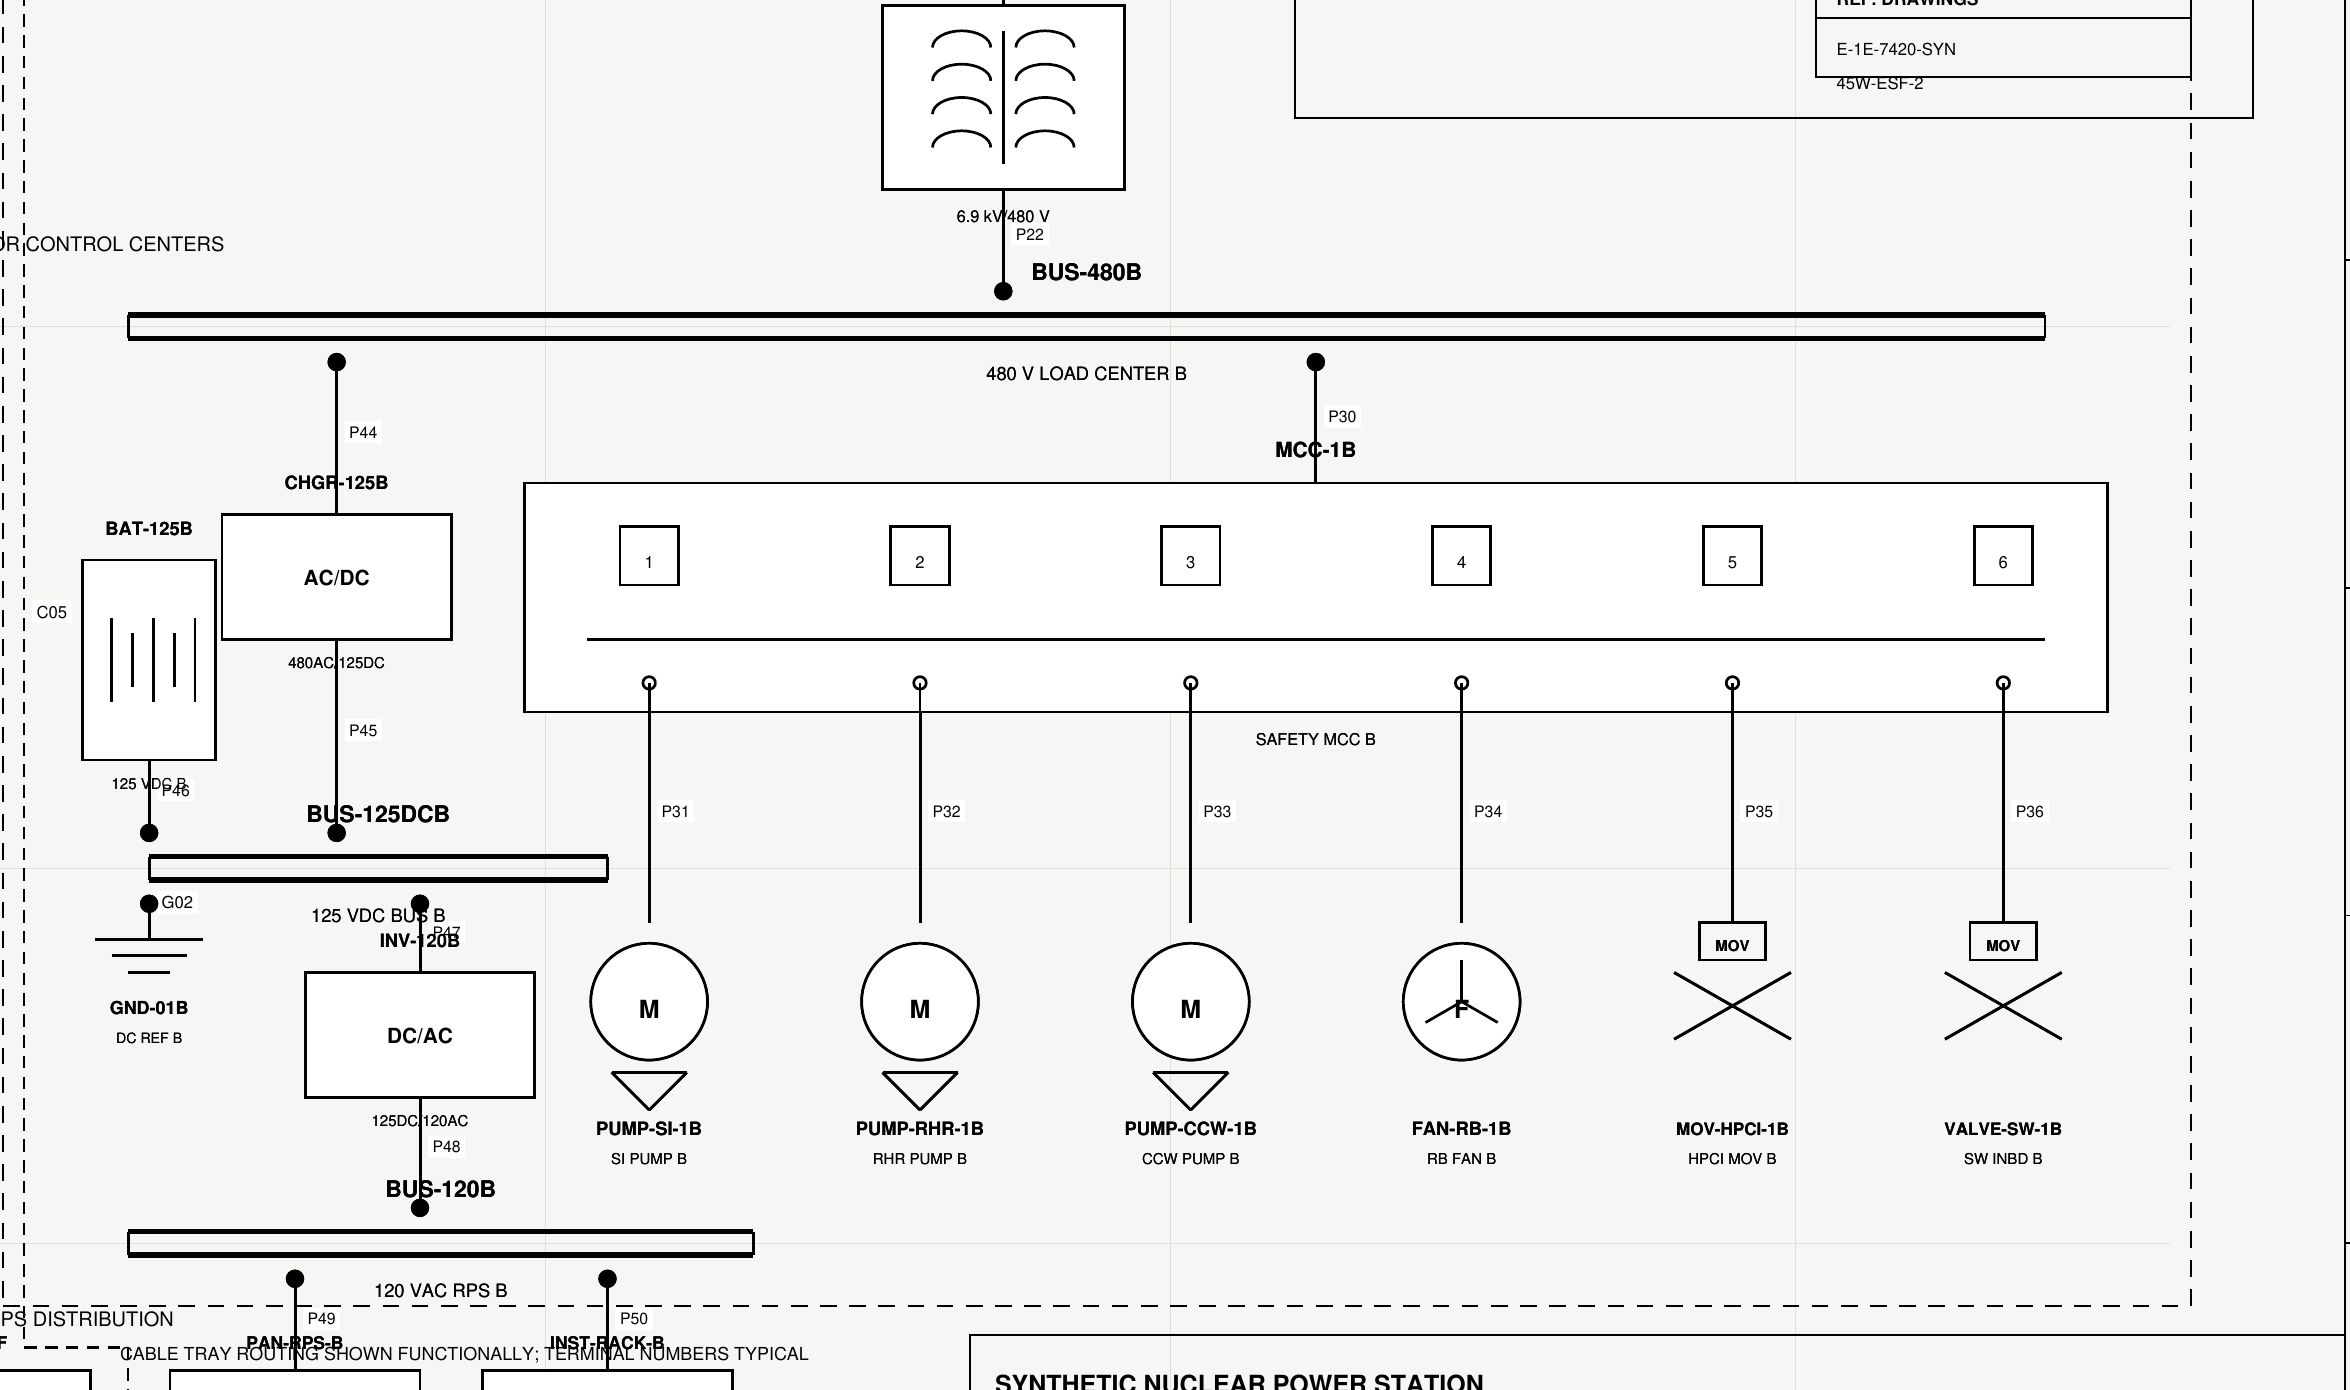 REF. DRAWINGS
E-1E-7420-SYN
45W-ESF-2
6.9 kV/480 V
P22
CONTROL CENTERS
BUS-480B
480 V LOAD CENTER B
P30
P44
MCC-1B
CHGR-125B
BAT-125B
1
2
3
4
5
6
AC/DC
C05
480AC/125DC
P45
SAFETY MCC B
125 VDC B
P46
BUS-125DCB
P31
P32
P33
P34
P35
P36
G02
125 VDC BUS B
P47
INV-120B
MOV
MOV
GND-01B
DC REF B
M
M
M
F
DC/AC
125DC/120AC
P48
PUMP-SI-1B
PUMP-RHR-1B
PUMP-CCW-1B
FAN-RB-1B
MOV-HPCI-1B
VALVE-SW-1B
SI PUMP B
RHR PUMP B
CCW PUMP B
RB FAN B
HPCI MOV B
SW INBD B
BUS-120B
120 VAC RPS B
PS DISTRIBUTION
P49
P50
F
PAN-RPS-B
INST-RACK-B
CABLE TRAY ROUTING SHOWN FUNCTIONALLY; TERMINAL NUMBERS TYPICAL
SYNTHETIC NUCLEAR POWER STATION